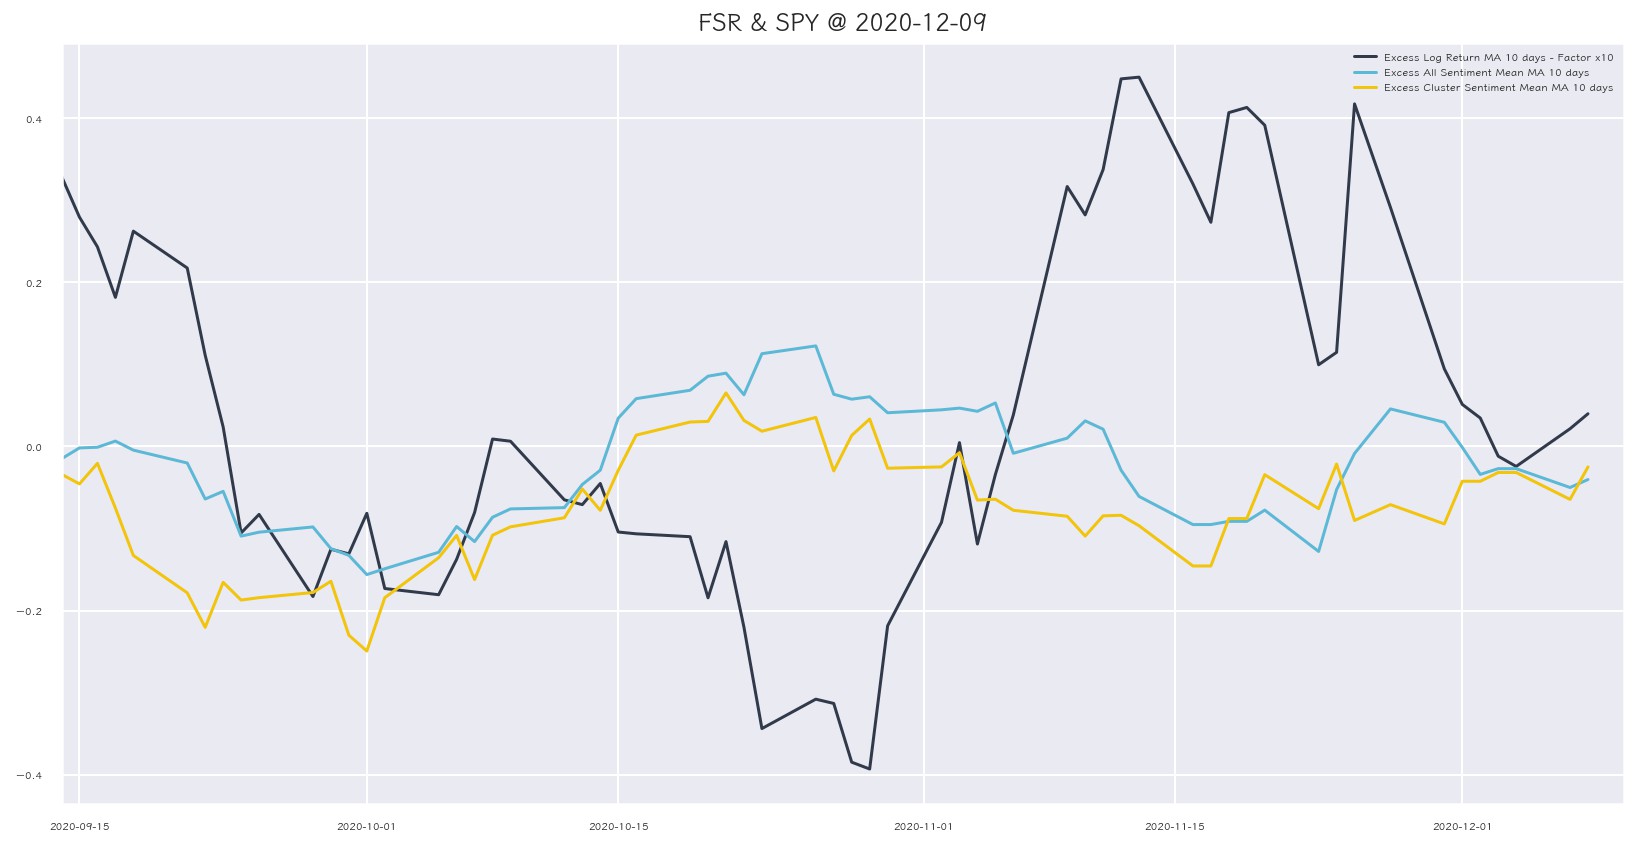 FSR & SPY @ 2020-12-09
Excess Log Return MA 10 days - Factor x10
Excess All Sentiment Mean MA 10 days
Excess Cluster Sentiment Mean MA 10 days
0.4
0.2
0.0
−0.2
−0.4
2020-09-15 2020-10-01 2020-10-15 2020-11-01 2020-11-15 2020-12-01